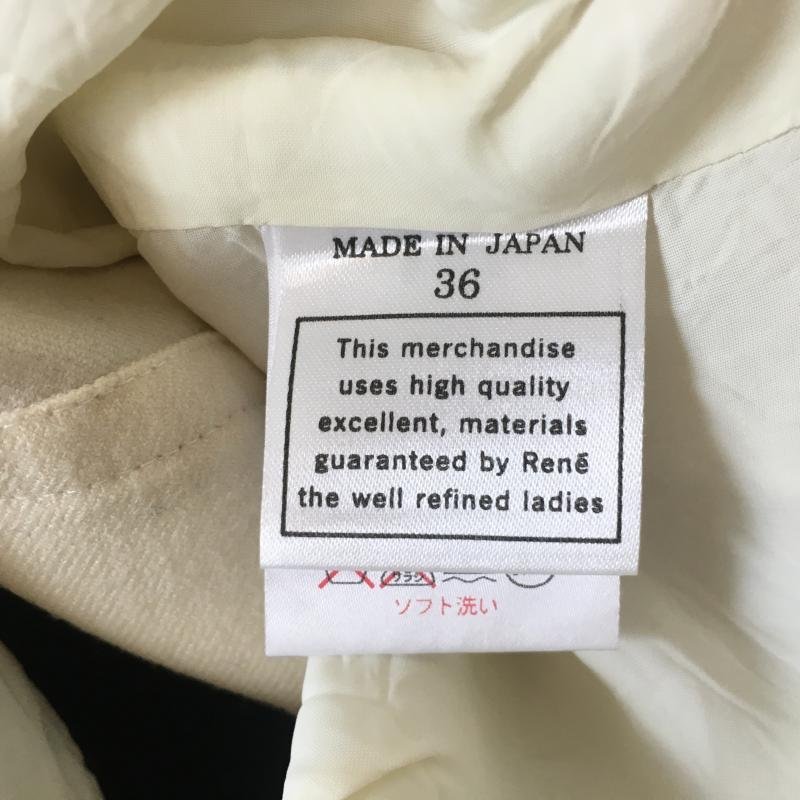 MADE IN JAPAN
36
This merchandise
uses high quality
excellent, materials
guaranteed by René
the well refined ladies
ソフト洗い